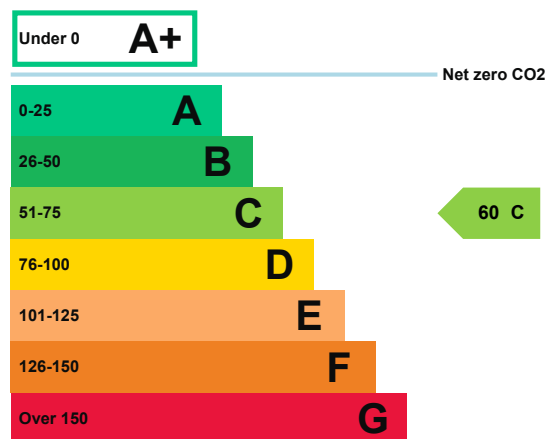 Under 0 A+
Net zero CO2
0-25 A
26-50 B
51-75 C
60 C
76-100 D
101-125 E
126-150 F
Over 150 G